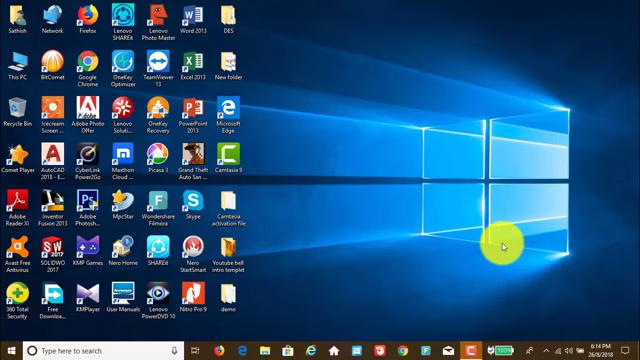 Sathish
Network
Firefox
Lenovo
SHAREit
Lenovo
Photo Master
Word 2013
DES
This PC
BitComet
Google
Chrome
OneKey
Optimizer
TeamViewer
13
Excel 2013
New folder
Recycle Bin
Icecream
Screen ...
Adobe Photo
Offer
Lenovo
Soluti...
OneKey
Recovery
PowerPoint
2013
Microsoft
Edge
Comet Player
AutoCAD
2018 - E...
CyberLink
Power2Go
Maxthon
Cloud ...
Picasa 3
Grand Theft
Auto San ...
Camtasia 9
Adobe
Reader XI
Inventor
Fusion 2013.
Adobe
Photosh...
MpcStar
Wondershare
Filmora
Skype
Camtasia
activation file
Avast Free
Antivirus
SOLIDWO
2017
KMP Games
Nero Home
SHAREit
Nero
StartSmart
Youtube bell
intro templet
360 Total
Security
Free
Downloa...
KMPlayer
User Manuals
Lenovo
PowerDVD 10
Nitro Pro 9
demo
Type here to search
6:14 PM
26/8/2018